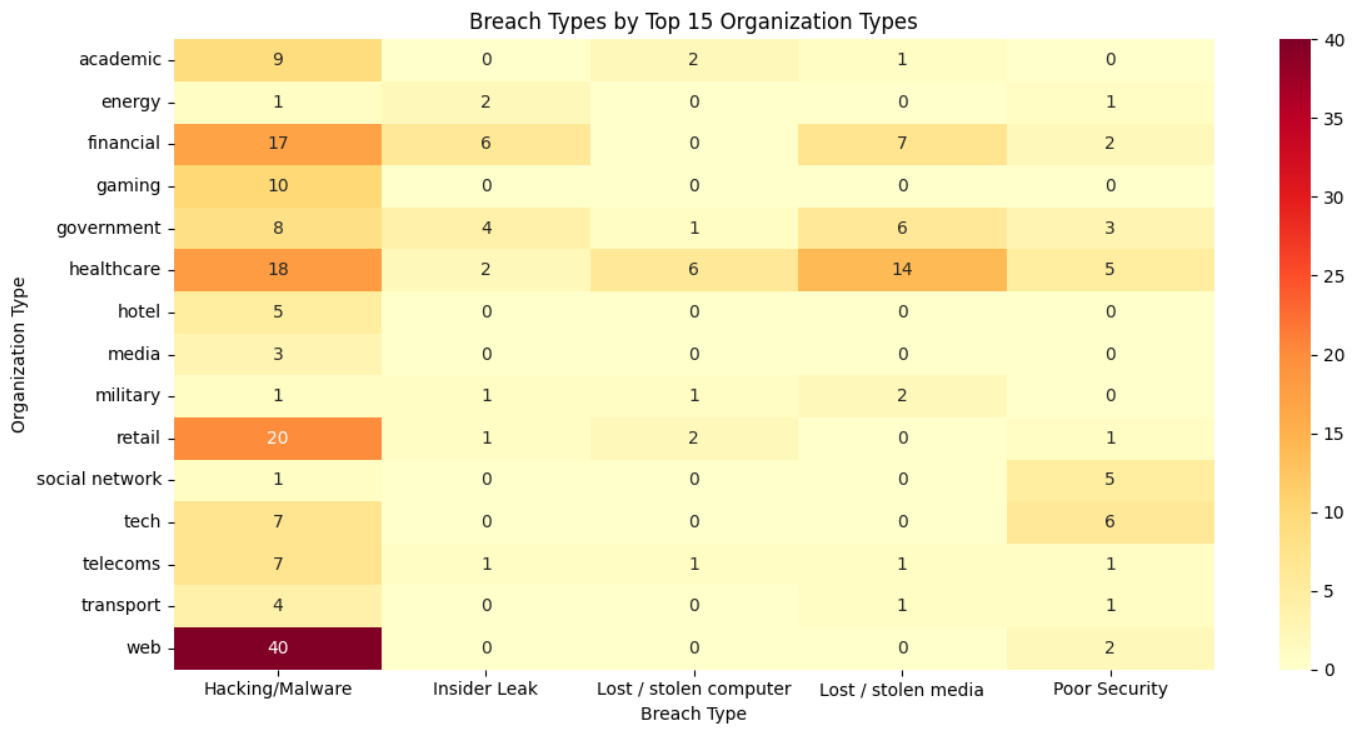 Breach Types by Top 15 Organization Types
academic 9 0 2 1 0
energy 1 2 0 0 1
financial 17 6 0 7 2
gaming 10 0 0 0 0
government 8 4 1 6 3
healthcare 18 2 6 14 5
hotel 5 0 0 0 0
media 3 0 0 0 0
military 1 1 1 2 0
retail 20 1 2 0 1
social network 1 0 0 0 5
tech 7 0 0 0 6
telecoms 7 1 1 1 1
transport 4 0 0 1 1
web 40 0 0 0 2
Hacking/Malware Insider Leak Lost / stolen computer Lost / stolen media Poor Security
Breach Type
Organization Type
40
35
30
25
20
15
10
5
0